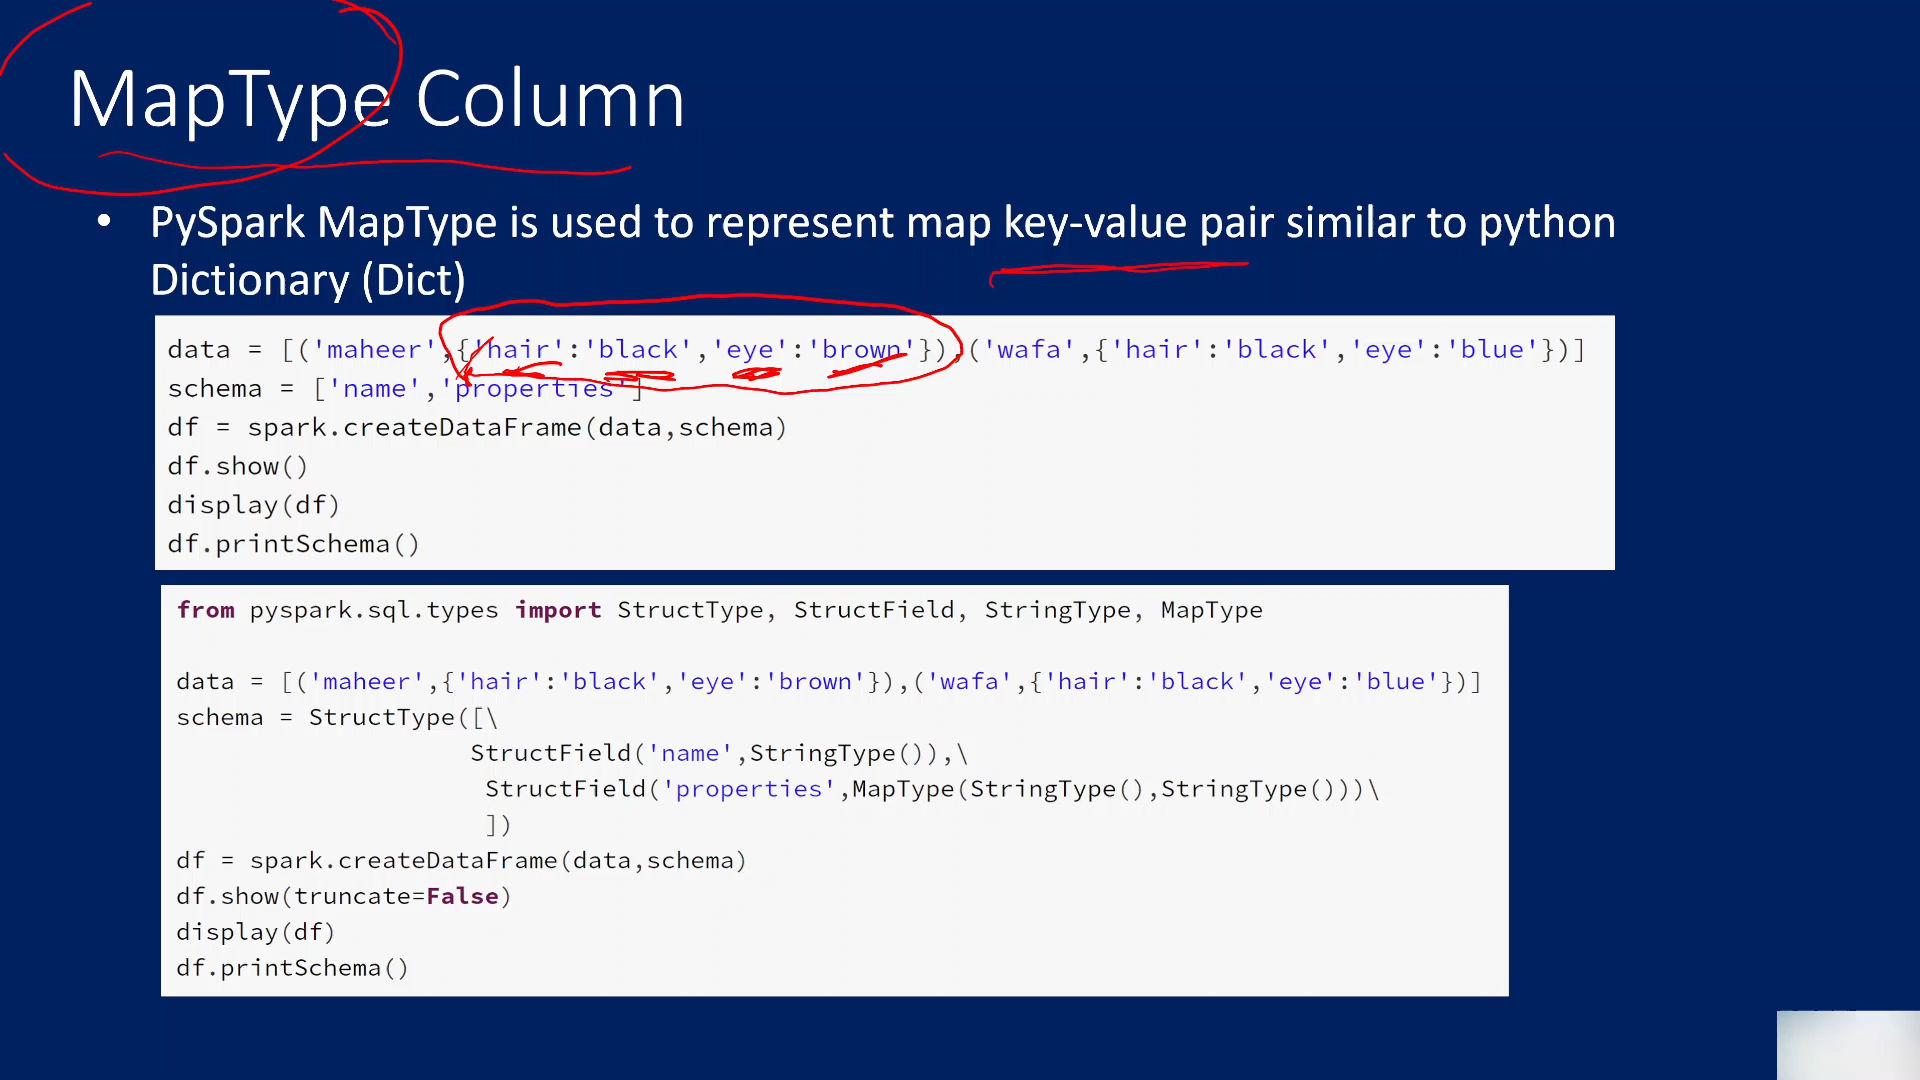 MapType Column
• PySpark MapType is used to represent map key-value pair similar to python
Dictionary (Dict)
data = [('maheer',{'hair':'black','eye':'brown'}),('wafa',{'hair':'black','eye':'blue'})]
schema = ['name','properties']
df = spark.createDataFrame(data,schema)
df.show()
display(df)
df.printSchema()
from pyspark.sql.types import StructType, StructField, StringType, MapType
data = [('maheer',{'hair':'black','eye':'brown'}),('wafa',{'hair':'black','eye':'blue'})]
schema = StructType([\
StructField('name',StringType()),\
StructField('properties',MapType(StringType(),StringType()))\
])
df = spark.createDataFrame(data,schema)
df.show(truncate=False)
display(df)
df.printSchema()